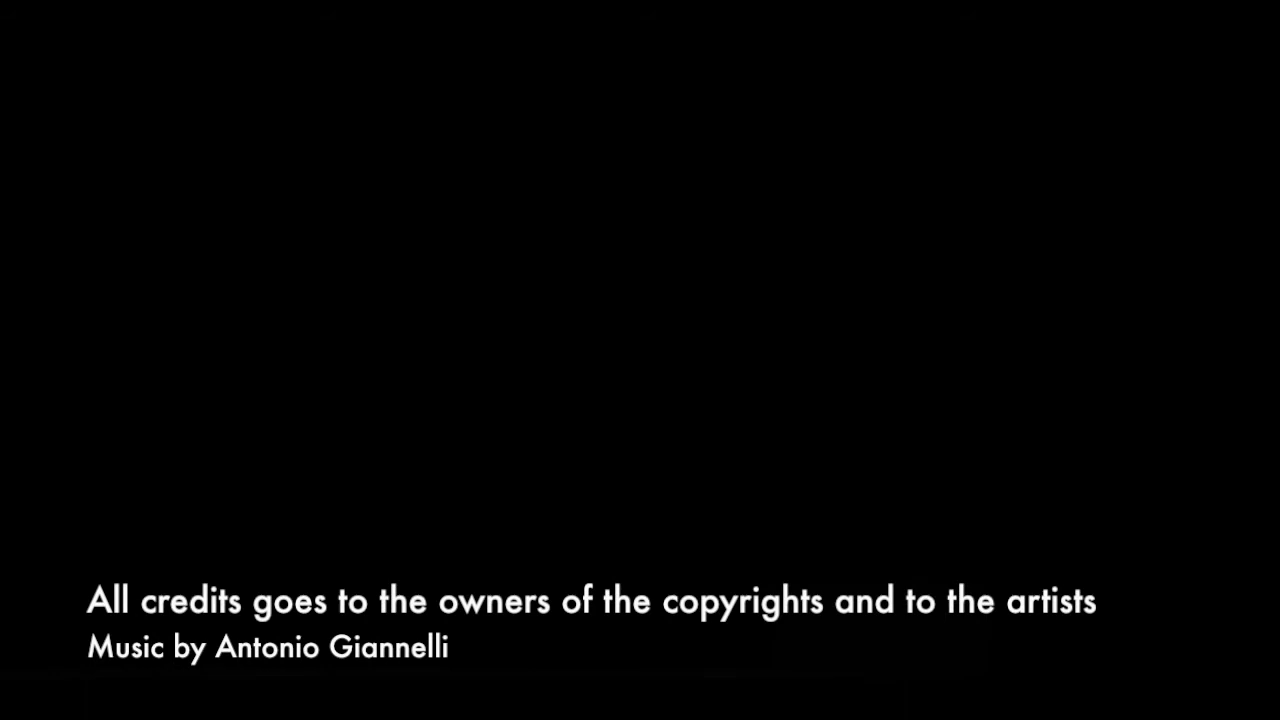 All credits goes to the owners of the copyrights and to the artists
Music by Antonio Giannelli